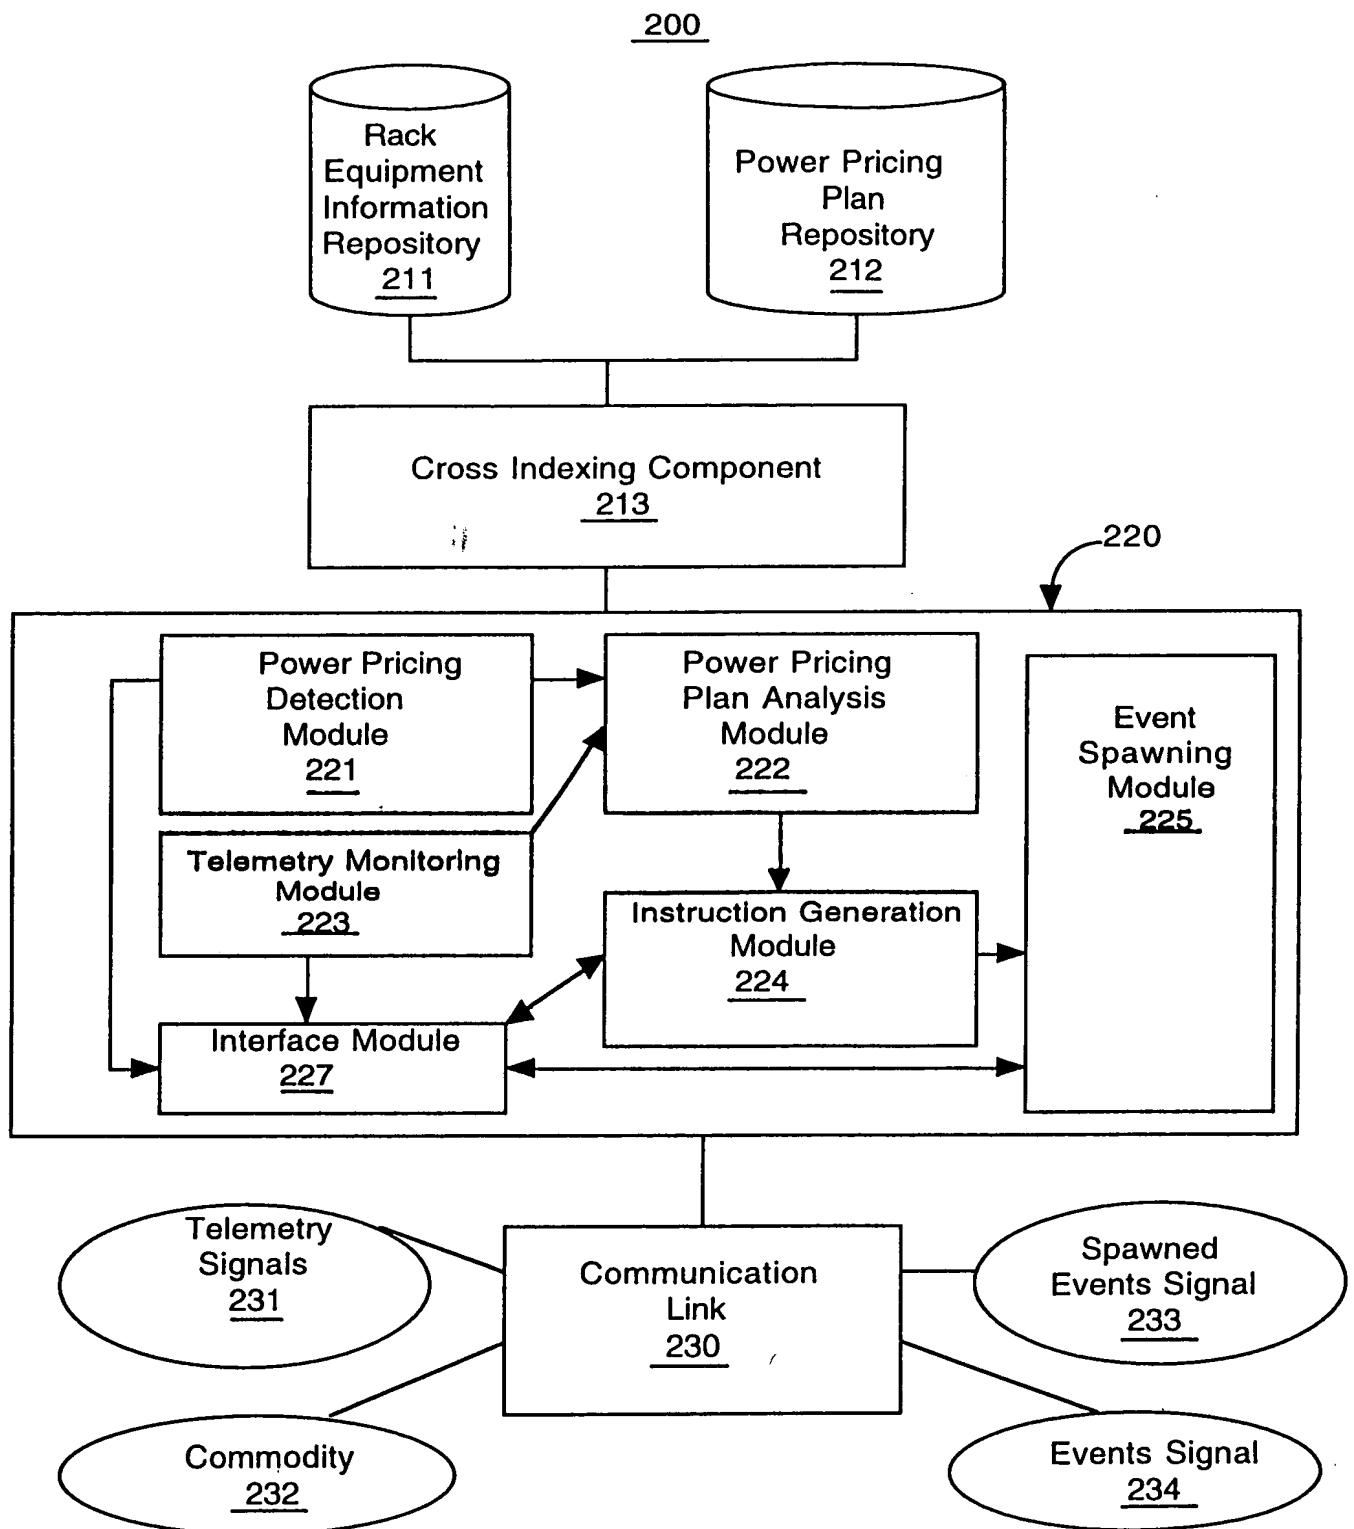 200
Rack
Equipment
Information
Repository
211
Power Pricing
Plan
Repository
212
Cross Indexing Component
213
220
Power Pricing
Detection
Module
221
Power Pricing
Plan Analysis
Module
222
Event
Spawning
Module
225
Telemetry Monitoring
Module
223
Instruction Generation
Module
224
Interface Module
227
Telemetry
Signals
231
Communication
Link
230
Spawned
Events Signal
233
Commodity
232
Events Signal
234